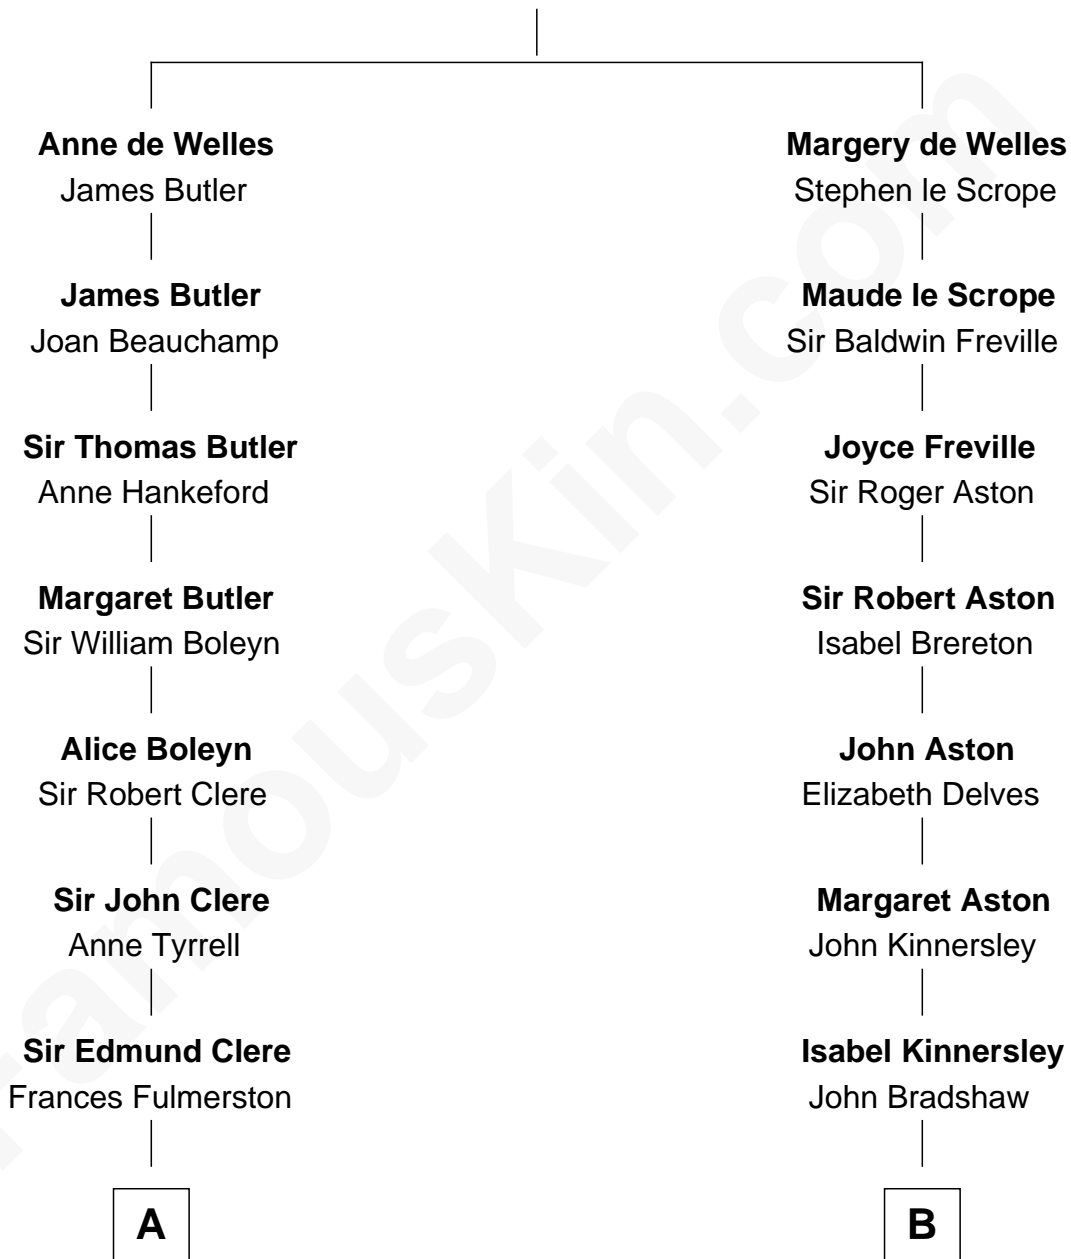 Anne de Welles
James Butler
James Butler
Joan Beauchamp
Sir Thomas Butler
Anne Hankeford
Margaret Butler
Sir William Boleyn
Alice Boleyn
Sir Robert Clere
Sir John Clere
Anne Tyrrell
Sir Edmund Clere
Frances Fulmerston
A
Margery de Welles
Stephen le Scrope
Maude le Scrope
Sir Baldwin Freville
Joyce Freville
Sir Roger Aston
Sir Robert Aston
Isabel Brereton
John Aston
Elizabeth Delves
Margaret Aston
John Kinnersley
Isabel Kinnersley
John Bradshaw
B
FamousKin.com